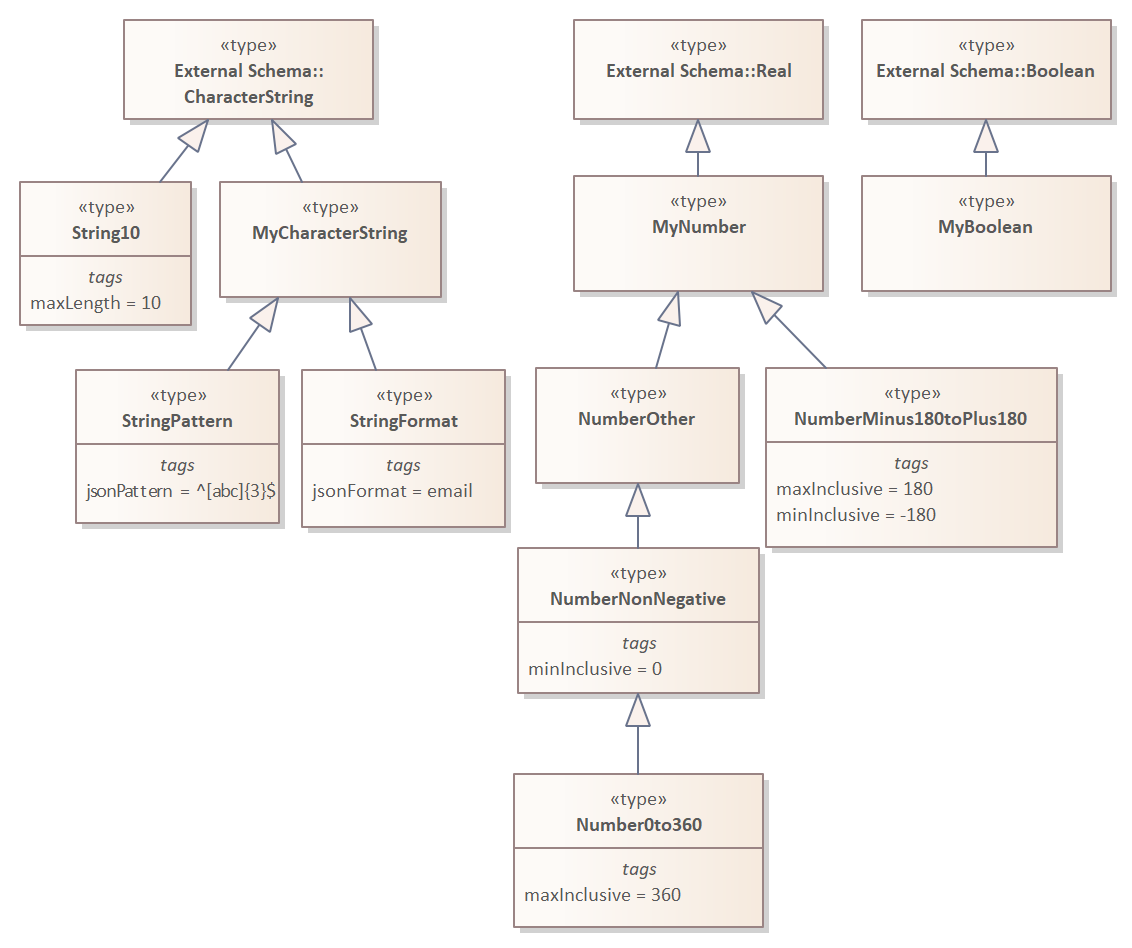 «type»
External Schema::
CharacterString
«type»
External Schema::Real
«type»
External Schema::Boolean
«type»
String10
tags
maxLength = 10
«type»
MyCharacterString
«type»
MyNumber
«type»
MyBoolean
«type»
StringPattern
tags
jsonPattern = ^[abc]{3}$
«type»
StringFormat
tags
jsonFormat = email
«type»
NumberOther
«type»
NumberMinus180toPlus180
tags
maxInclusive = 180
minInclusive = -180
«type»
NumberNonNegative
tags
minInclusive = 0
«type»
Number0to360
tags
maxInclusive = 360